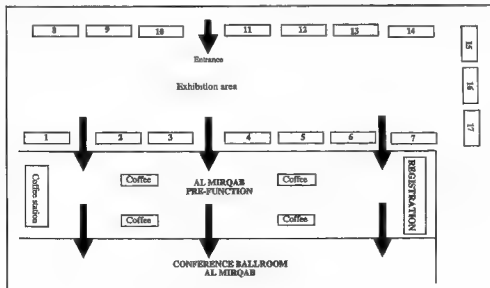 8 9 10 11 12 13 14
15
16
17
Entrance
Exhibition area
1 2 3 4 5 6 7
Coffee station
Coffee Coffee
AL MIRQAB
PRE-FUNCTION
REGISTRATION
Coffee Coffee
CONFERENCE BALLROOM
AL MIRQAB